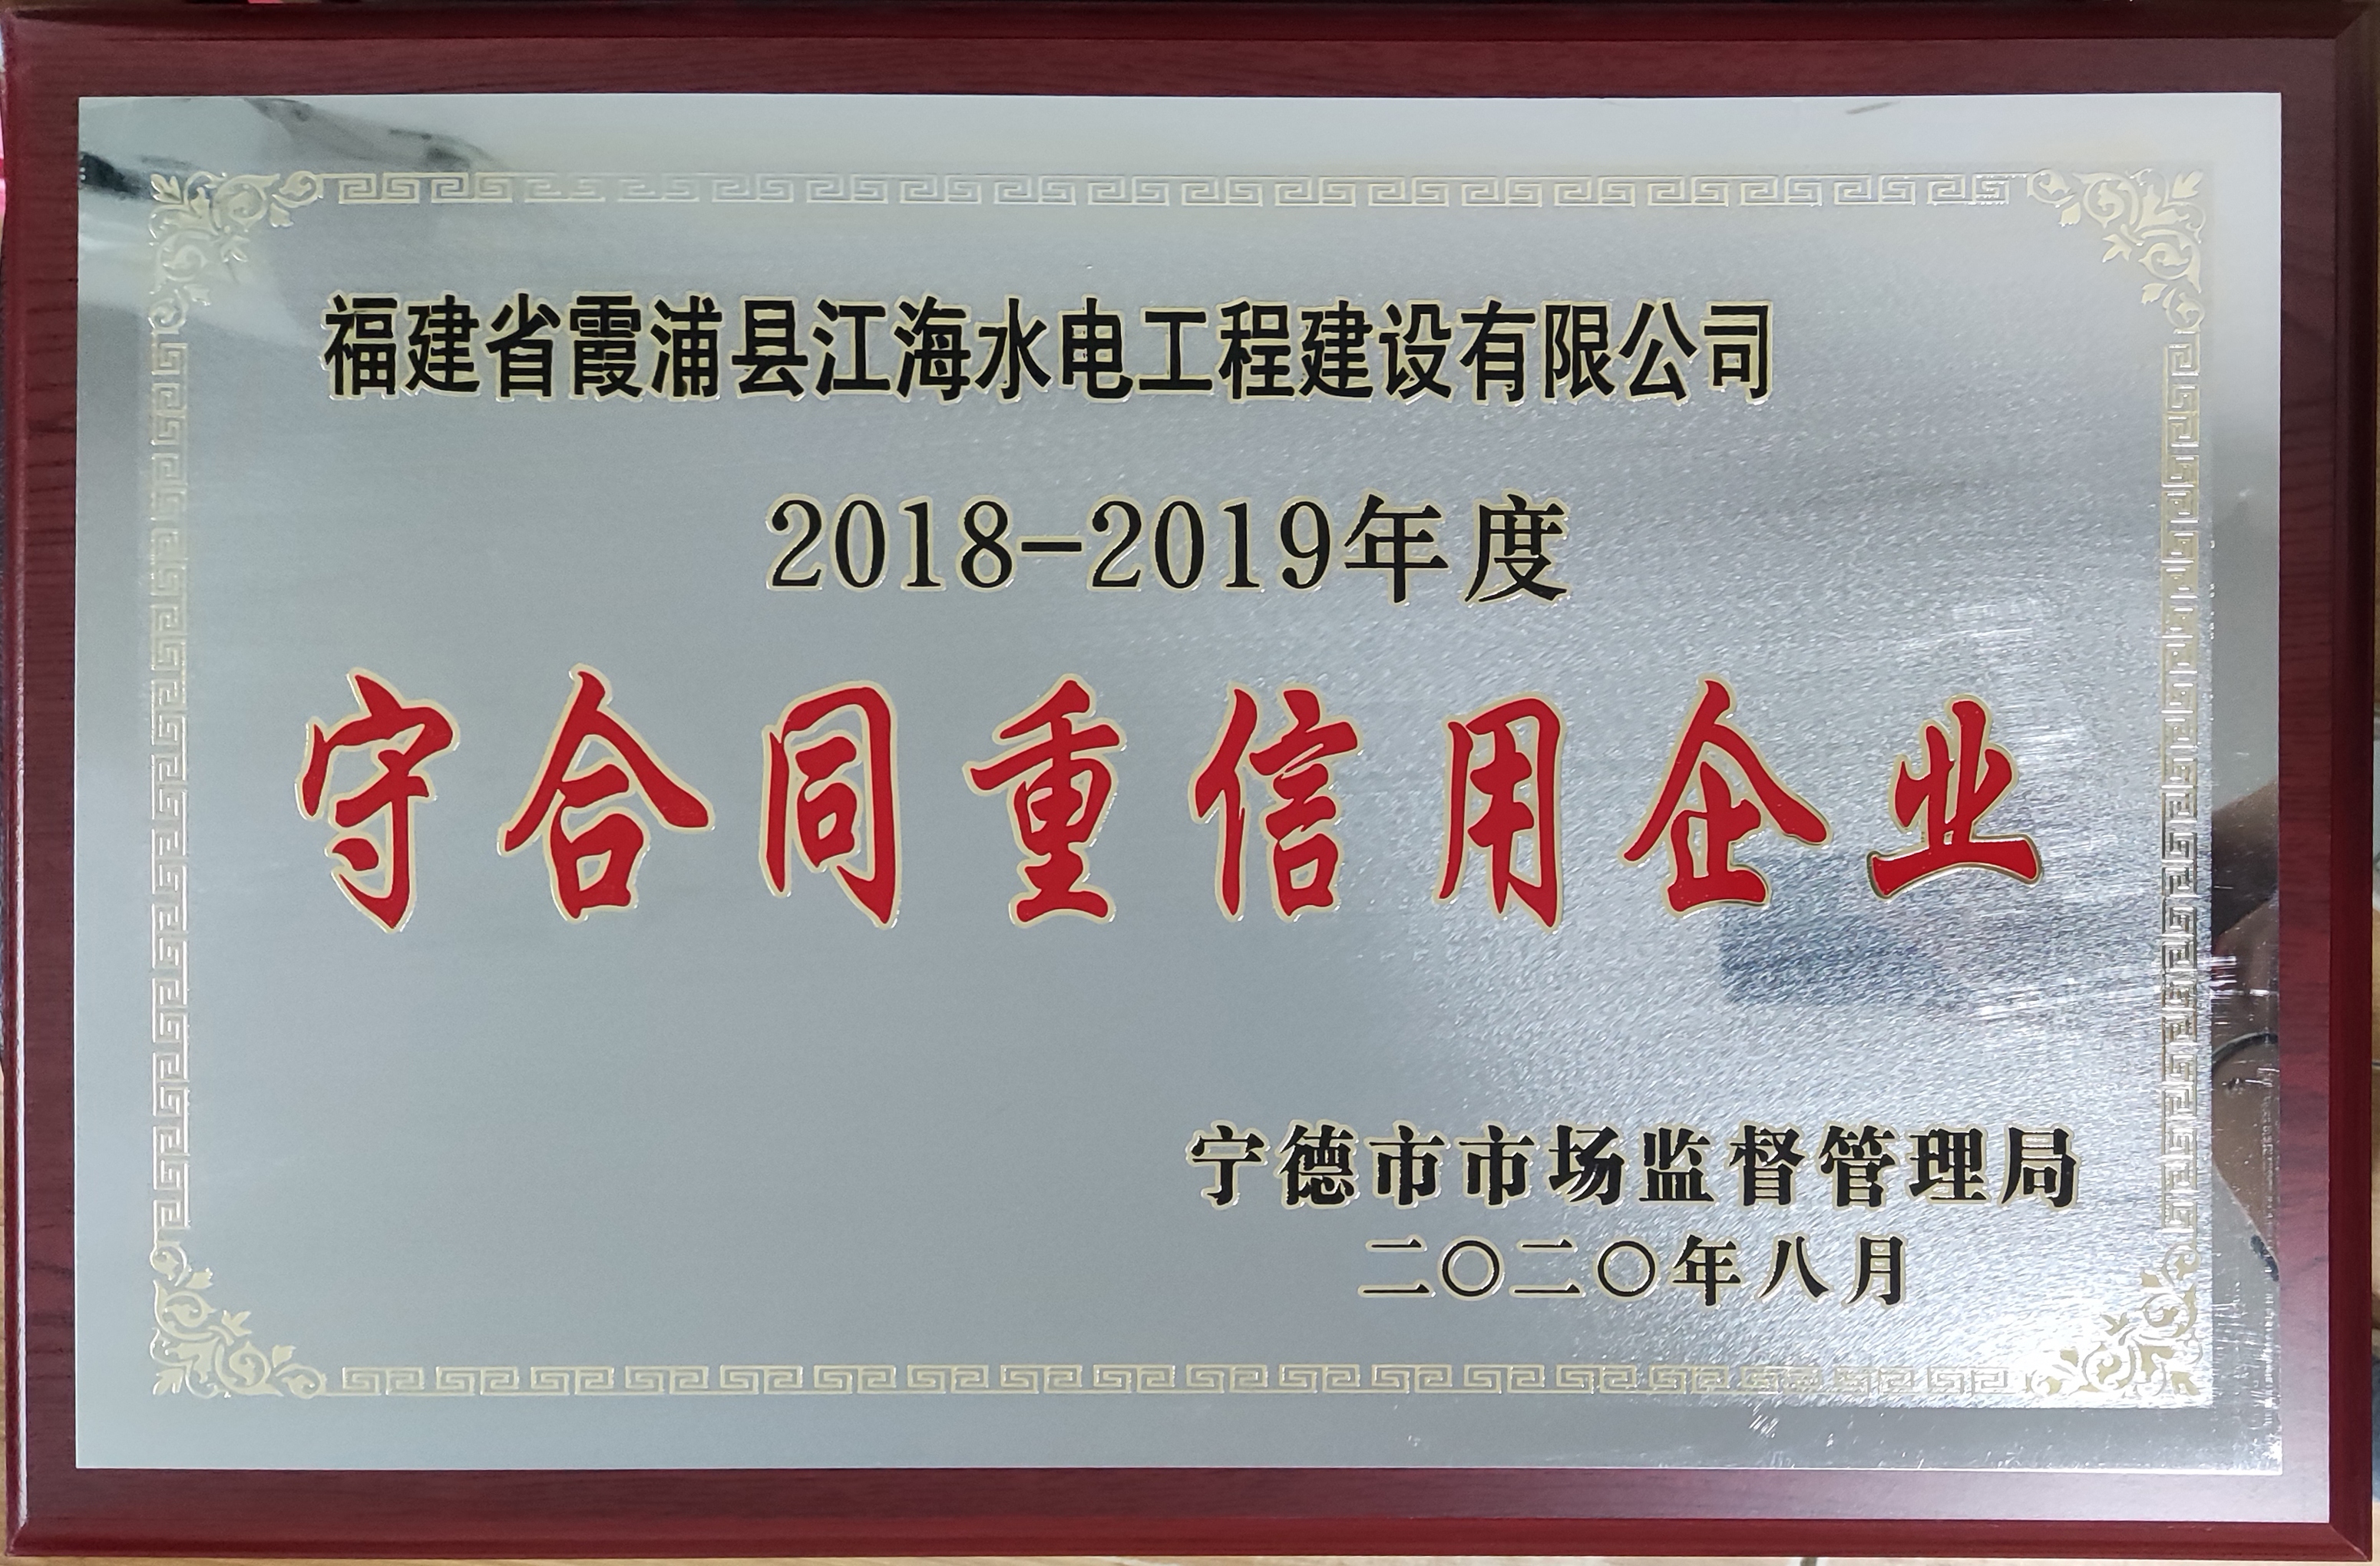 福建省霞浦县江海水电工程建设有限公司
2018-2019年度
守合同重信用企业
宁德市市场监督管理局
二〇二〇年八月